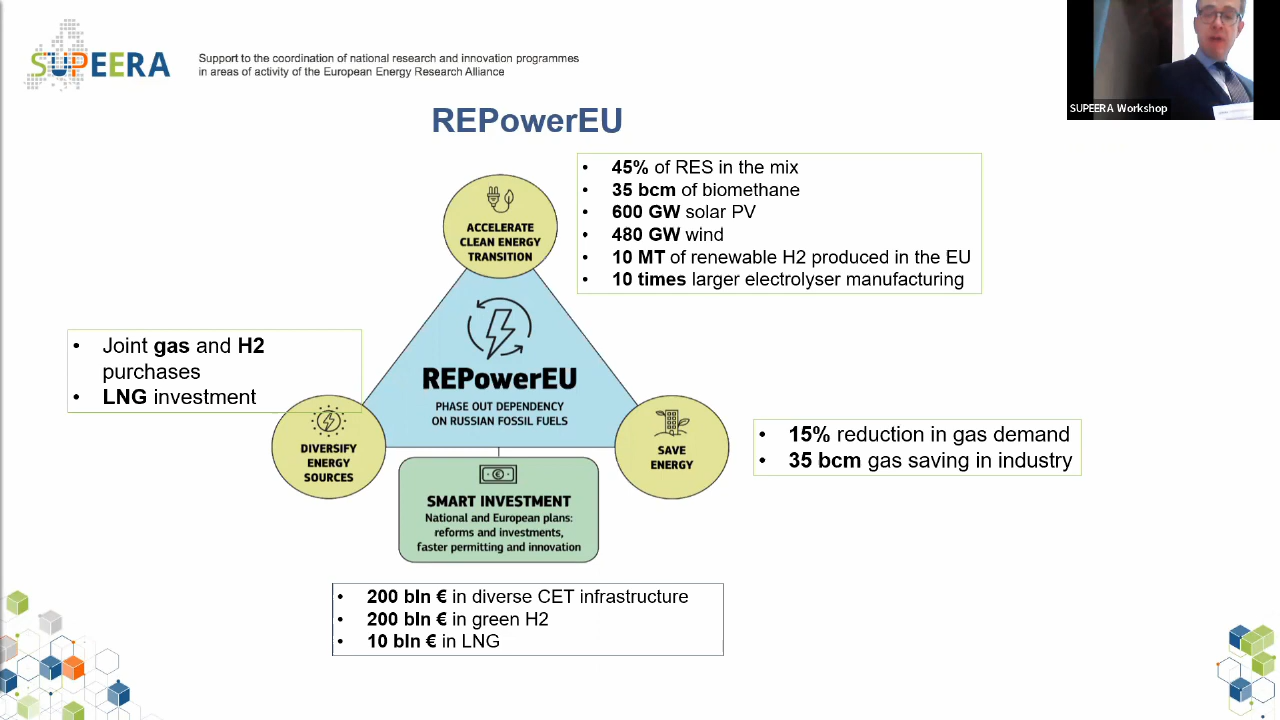 SUPEERA
Support to the coordination of national research and innovation programmes
in areas of activity of the European Energy Research Alliance
SUPEERA Workshop
REPowerEU
• 45% of RES in the mix
• 35 bcm of biomethane
• 600 GW solar PV
• 480 GW wind
• 10 MT of renewable H2 produced in the EU
• 10 times larger electrolyser manufacturing
ACCELERATE
CLEAN ENERGY
TRANSITION
• Joint gas and H2
purchases
• LNG investment
REPowerEU
PHASE OUT DEPENDENCY
ON RUSSIAN FOSSIL FUELS
DIVERSIFY
ENERGY
SOURCES
SAVE
ENERGY
• 15% reduction in gas demand
• 35 bcm gas saving in industry
€
SMART INVESTMENT
National and European plans:
reforms and investments,
faster permitting and innovation
• 200 bln € in diverse CET infrastructure
• 200 bln € in green H2
• 10 bln € in LNG